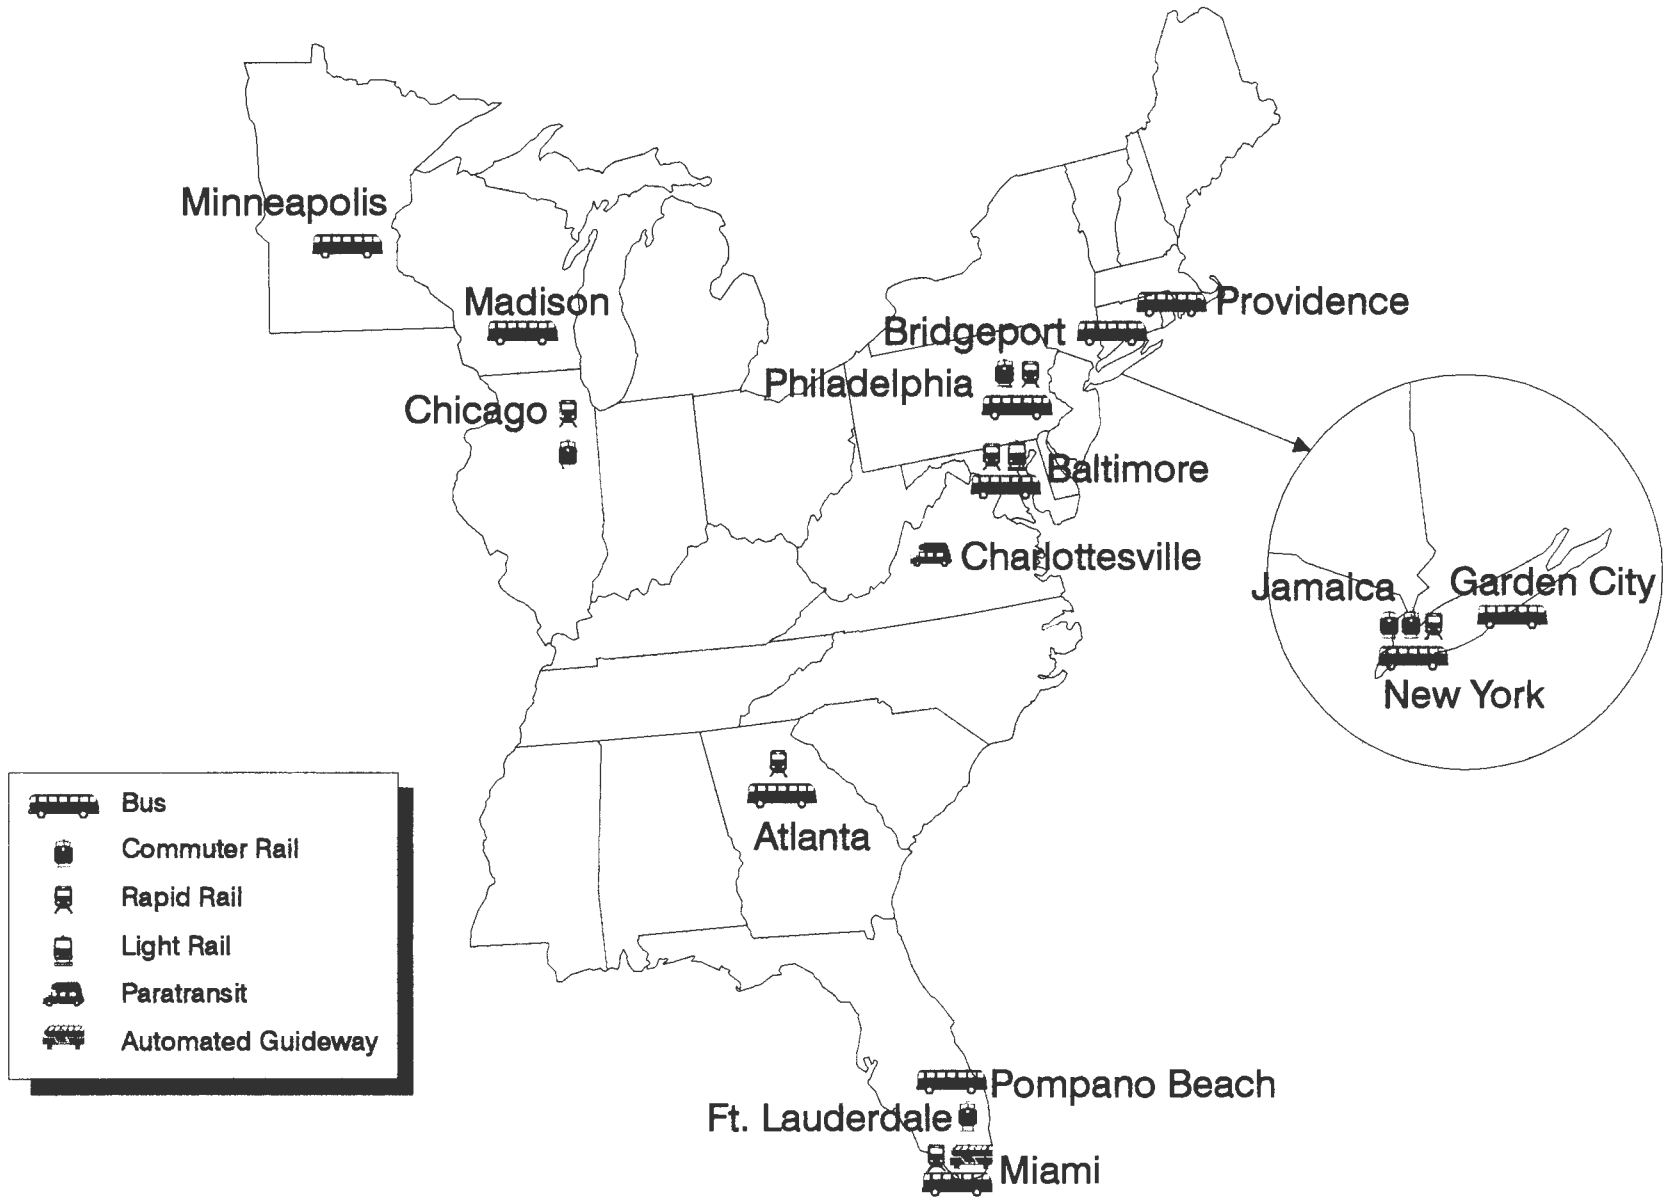 Minneapolis
Madison
Providence
Bridgeport
Philadelphia
Chicago
Baltimore
Charlottesville
Jamaica
Garden City
New York
Atlanta
Bus
Commuter Rail
Rapid Rail
Light Rail
Paratransit
Automated Guideway
Pompano Beach
Ft. Lauderdale
Miami